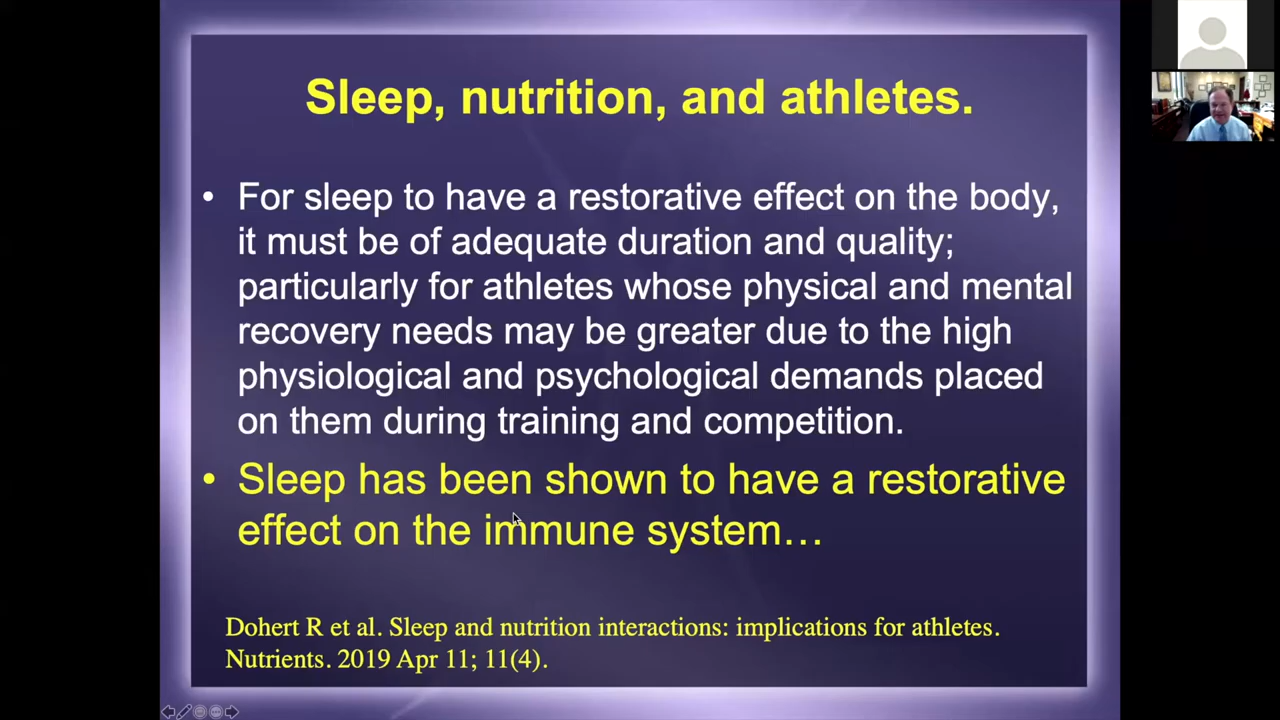 Sleep, nutrition, and athletes.
• For sleep to have a restorative effect on the body,
it must be of adequate duration and quality;
particularly for athletes whose physical and mental
recovery needs may be greater due to the high
physiological and psychological demands placed
on them during training and competition.
• Sleep has been shown to have a restorative
effect on the immune system…
Dohert R et al. Sleep and nutrition interactions: implications for athletes.
Nutrients. 2019 Apr 11; 11(4).